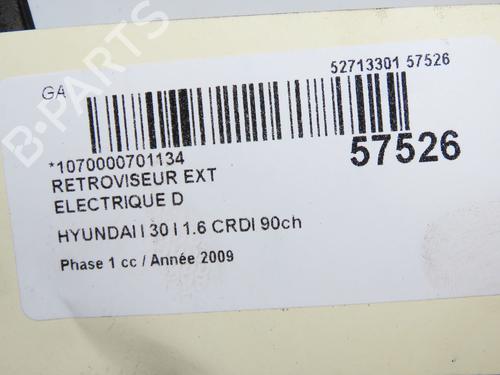 B-PARTS
GA
52713301 57526
*1070000701134
57526
RETROVISEUR EXT
ELECTRIQUE D
HYUNDAI I 30 I 1.6 CRDI 90ch
Phase 1 cc / Année 2009